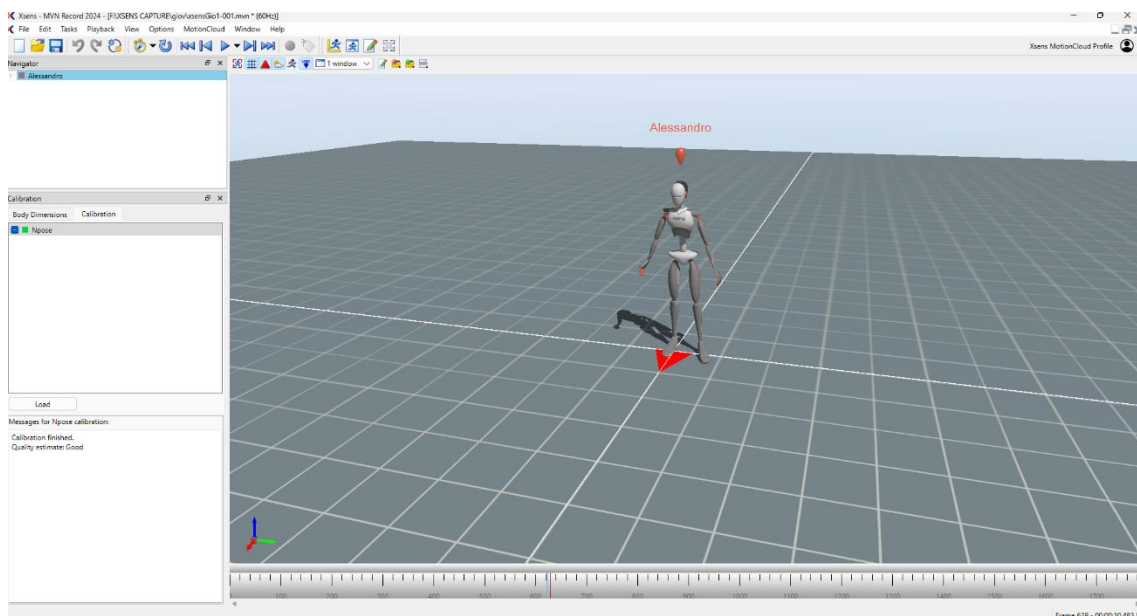 Xsens - MVN Record 2024 - [F:\XSENS CAPTURE\giov\xsensGio1-001.mvn * (60Hz)]
File Edit Tasks Playback View Options MotionCloud Window Help
Xsens MotionCloud Profile
Navigator
1 window
Alessandro
Alessandro
Calibration
Body Dimensions Calibration
Npose
Load
Messages for Npose calibration:
Calibration finished.
Quality estimate: Good
100 200 300 400 500 600 700 800 900 1000 1100 1200 1300 1400 1500 1600 1700